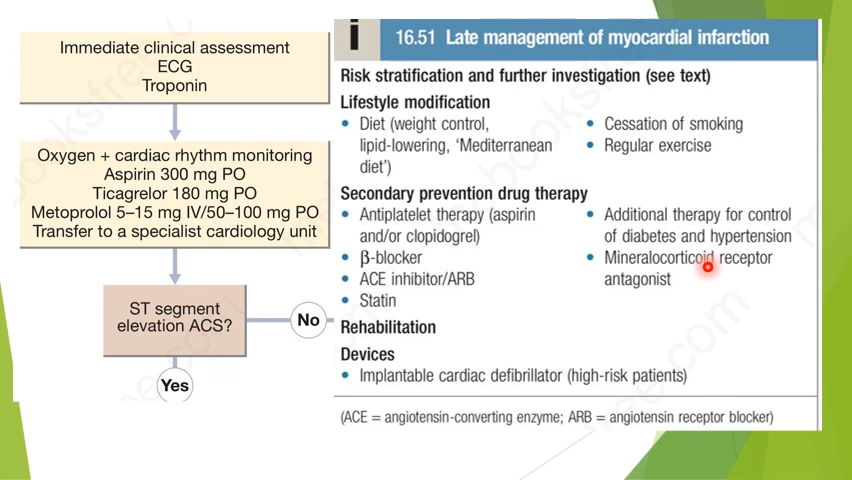 Immediate clinical assessment
ECG
Troponin
Oxygen + cardiac rhythm monitoring
Aspirin 300 mg PO
Ticagrelor 180 mg PO
Metoprolol 5–15 mg IV/50–100 mg PO
Transfer to a specialist cardiology unit
ST segment
elevation ACS?
No
Yes
i 16.51 Late management of myocardial infarction
Risk stratification and further investigation (see text)
Lifestyle modification
• Diet (weight control,
lipid-lowering, ‘Mediterranean
diet’)
• Cessation of smoking
• Regular exercise
Secondary prevention drug therapy
• Antiplatelet therapy (aspirin
and/or clopidogrel)
• β-blocker
• ACE inhibitor/ARB
• Statin
• Additional therapy for control
of diabetes and hypertension
• Mineralocorticoid receptor
antagonist
Rehabilitation
Devices
• Implantable cardiac defibrillator (high-risk patients)
(ACE = angiotensin-converting enzyme; ARB = angiotensin receptor blocker)